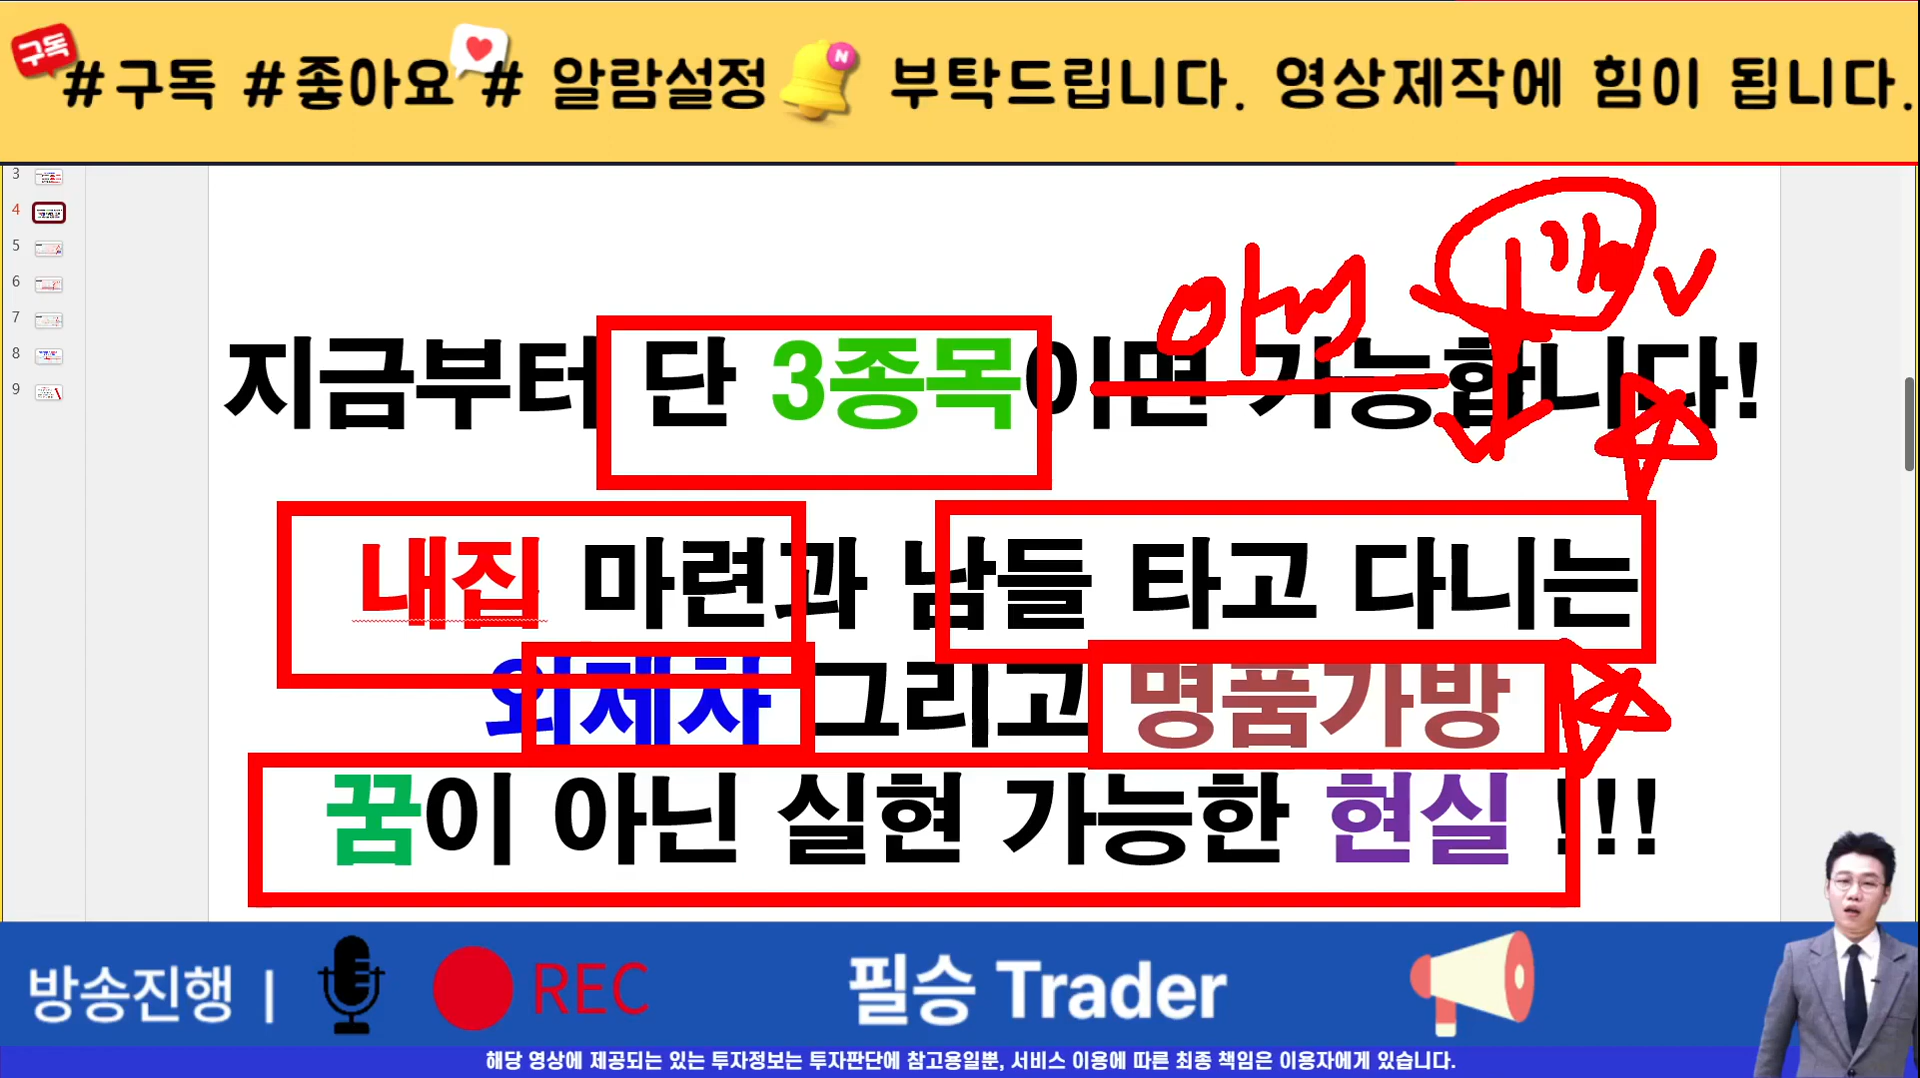 구독
#구독 #좋아요 # 알람설정 N 부탁드립니다. 영상제작에 힘이 됩니다.
3
4
5
6
7
8
9
지금부터 단 3종목이면 가능합니다!
내집 마련과 남들 타고 다니는
외제차 그리고 명품가방
꿈이 아닌 실현 가능한 현실 !!!
방송진행 | REC 필승 Trader
해당 영상에 제공되는 있는 투자정보는 투자판단에 참고용일뿐, 서비스 이용에 따른 최종 책임은 이용자에게 있습니다.